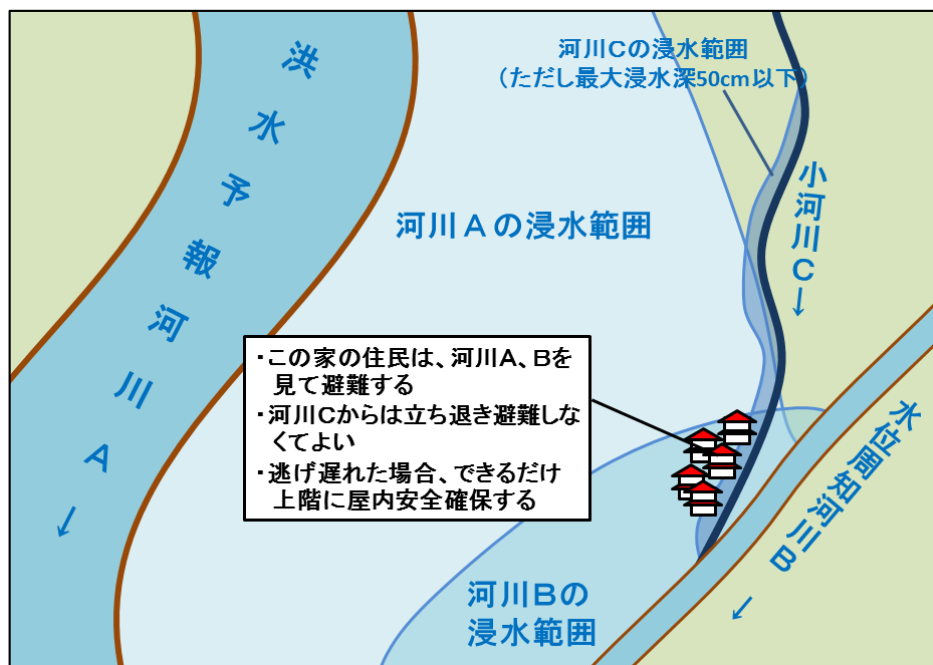 洪水予報河川A
↓
河川Cの浸水範囲
（ただし最大浸水深50cm以下）
河川Aの浸水範囲
小河川C
↓
・この家の住民は、河川A、Bを
見て避難する
・河川Cからは立ち退き避難しな
くてよい
・逃げ遅れた場合、できるだけ
上階に屋内安全確保する
水位周知河川B
↓
河川Bの
浸水範囲